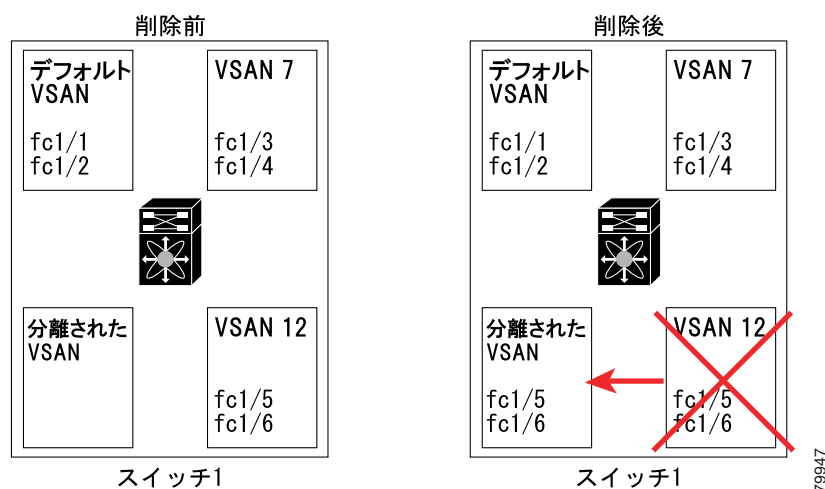 削除前
デフォルト
VSAN
fc1/1
fc1/2
VSAN 7
fc1/3
fc1/4
分離された
VSAN
VSAN 12
fc1/5
fc1/6
スイッチ1
削除後
デフォルト
VSAN
fc1/1
fc1/2
VSAN 7
fc1/3
fc1/4
分離された
VSAN
fc1/5
fc1/6
VSAN 12
fc1/5
fc1/6
スイッチ1
79947